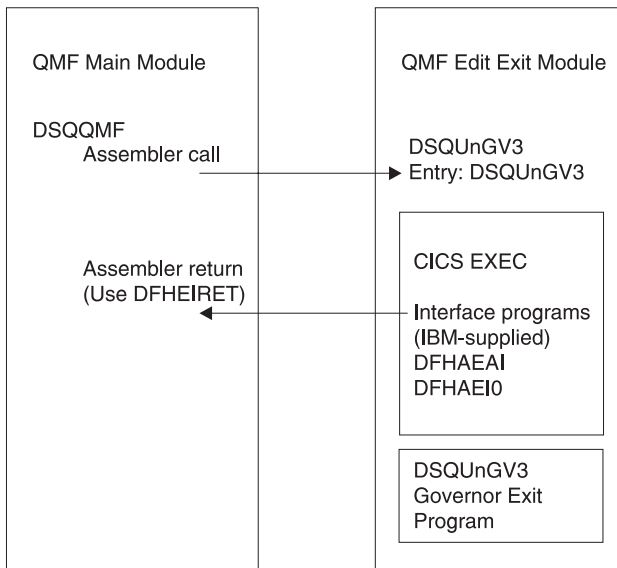 QMF Main Module
DSQQMF
Assembler call
Assembler return
(Use DFHEIRET)
QMF Edit Exit Module
DSQUnGV3
Entry: DSQUnGV3
CICS EXEC
Interface programs
(IBM-supplied)
DFHAEAI
DFHAEI0
DSQUnGV3
Governor Exit
Program